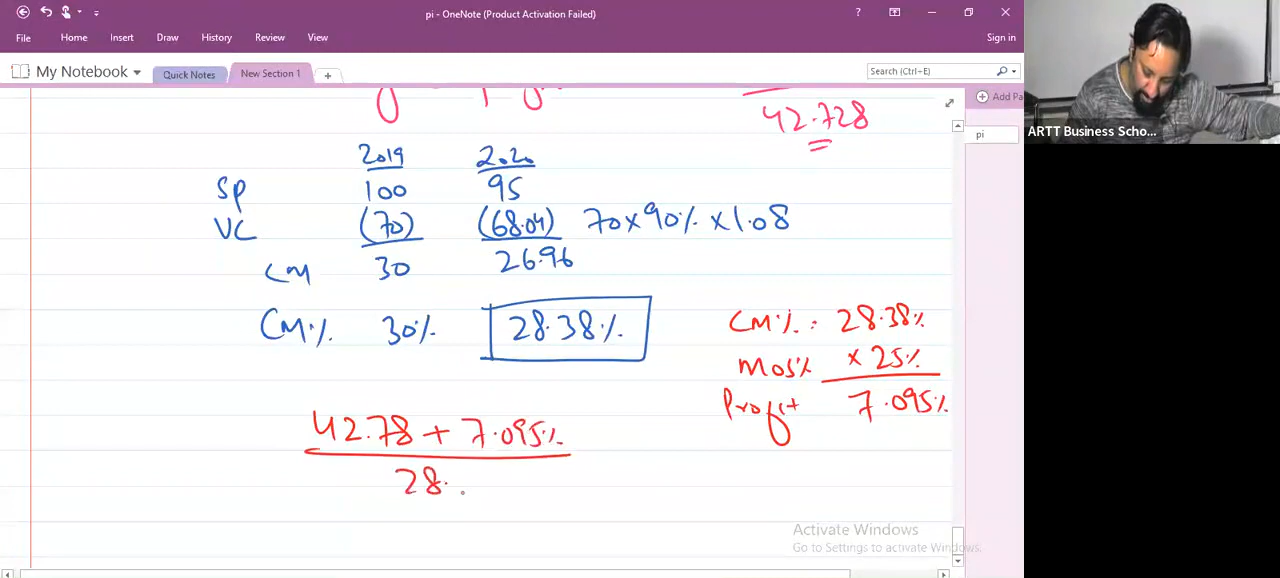 pi - OneNote (Product Activation Failed)
File Home Insert Draw History Review View Sign in
My Notebook Quick Notes New Section 1 + Search (Ctrl+E)
Add Pa
pi
ARTT Business Scho...
42.728
2019 2020
SP 100 95
VC (70) (68.04) 70 x 90% x 1.08
CM 30 26.96
CM% 30% 28.38%
CM% = 28.38%
MOS% x 25%
Profit 7.095%
42.78 + 7.095%
28.
Activate Windows
Go to Settings to activate Windows.